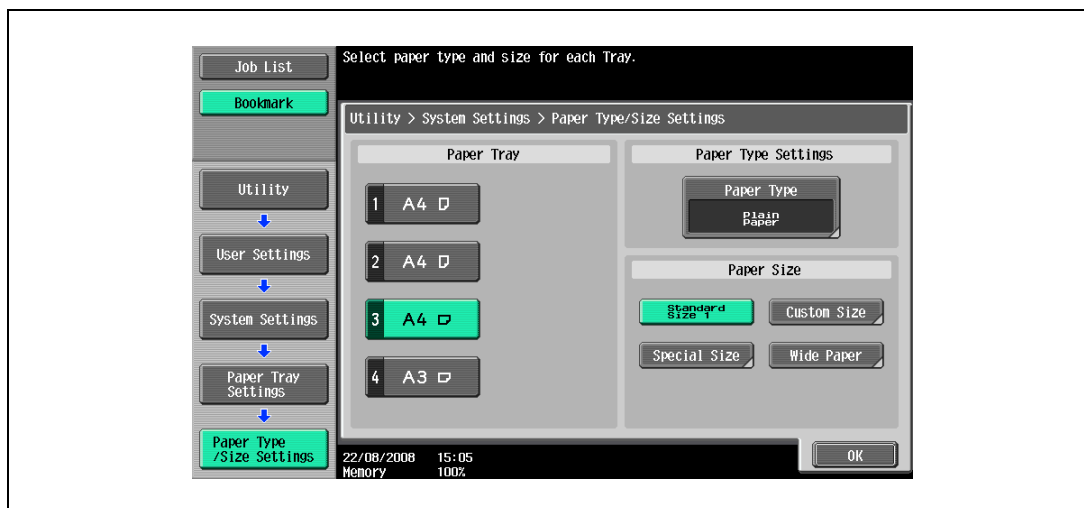 Job List
Bookmark
Utility
User Settings
System Settings
Paper Tray
Settings
Paper Type
/Size Settings
Select paper type and size for each Tray.
Utility > System Settings > Paper Type/Size Settings
Paper Tray
1 A4
2 A4
3 A4
4 A3
Paper Type Settings
Paper Type
Plain
Paper
Paper Size
Standard
Size 1
Custom Size
Special Size
Wide Paper
22/08/2008 15:05
Memory 100%
OK